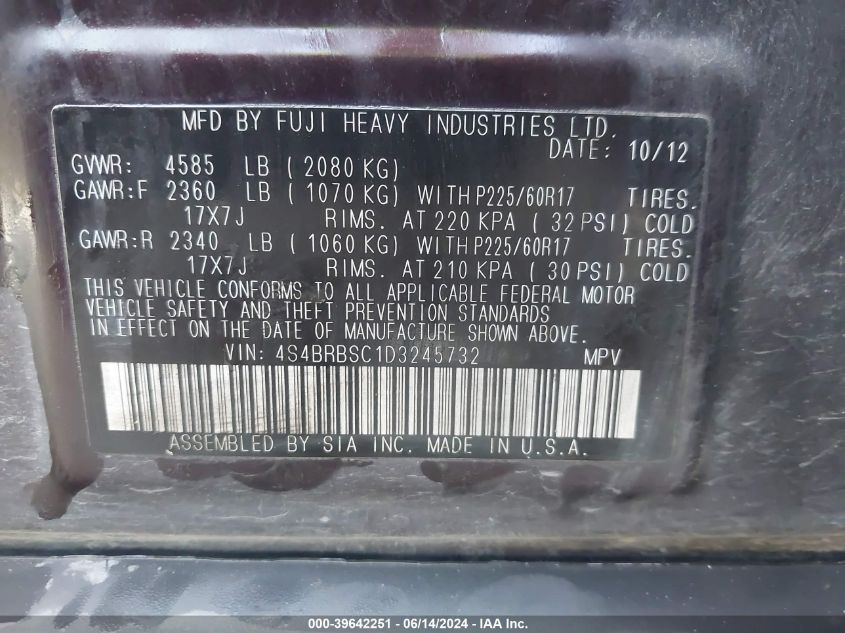 MFD BY FUJI HEAVY INDUSTRIES LTD.
DATE: 10/12
GVWR: 4585 LB ( 2080 KG)
GAWR:F 2360 LB ( 1070 KG) WITH P225/60R17 TIRES.
17X7J RIMS. AT 220 KPA ( 32 PSI) COLD
GAWR:R 2340 LB ( 1060 KG) WITH P225/60R17 TIRES.
17X7J RIMS. AT 210 KPA ( 30 PSI) COLD
THIS VEHICLE CONFORMS TO ALL APPLICABLE FEDERAL MOTOR
VEHICLE SAFETY AND THEFT PREVENTION STANDARDS
IN EFFECT ON THE DATE OF MANUFACTURE SHOWN ABOVE.
VIN: 4S4BRBSC1D3245732 MPV
ASSEMBLED BY SIA INC. MADE IN U.S.A.
000-39642251 - 06/14/2024 - IAA Inc.